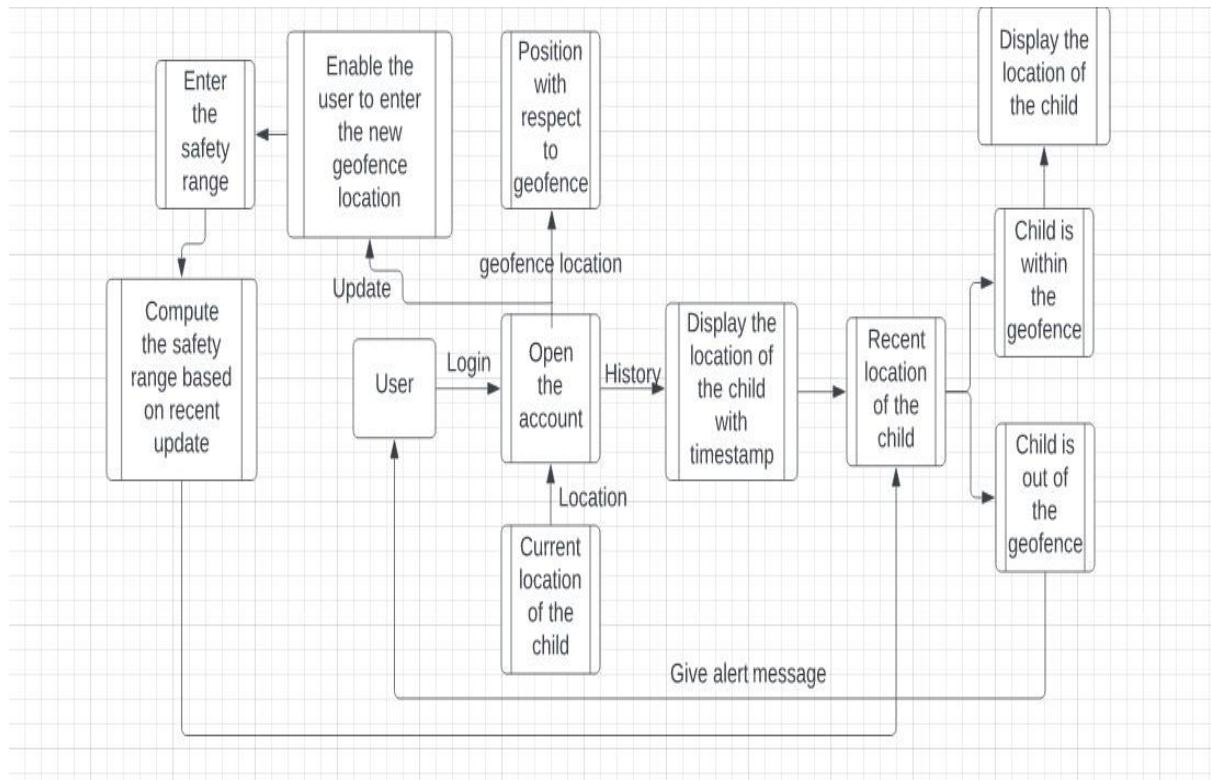 Enter
the
safety
range
Enable the
user to enter
the new
geofence
location
Position
with
respect
to
geofence
Display the
location of
the child
Update
geofence location
Child is
within
the
geofence
Compute
the safety
range based
on recent
update
User
Login
Open
the
account
History
Display the
location of
the child
with
timestamp
Recent
location
of the
child
Child is
out of
the
geofence
Location
Current
location
of the
child
Give alert message